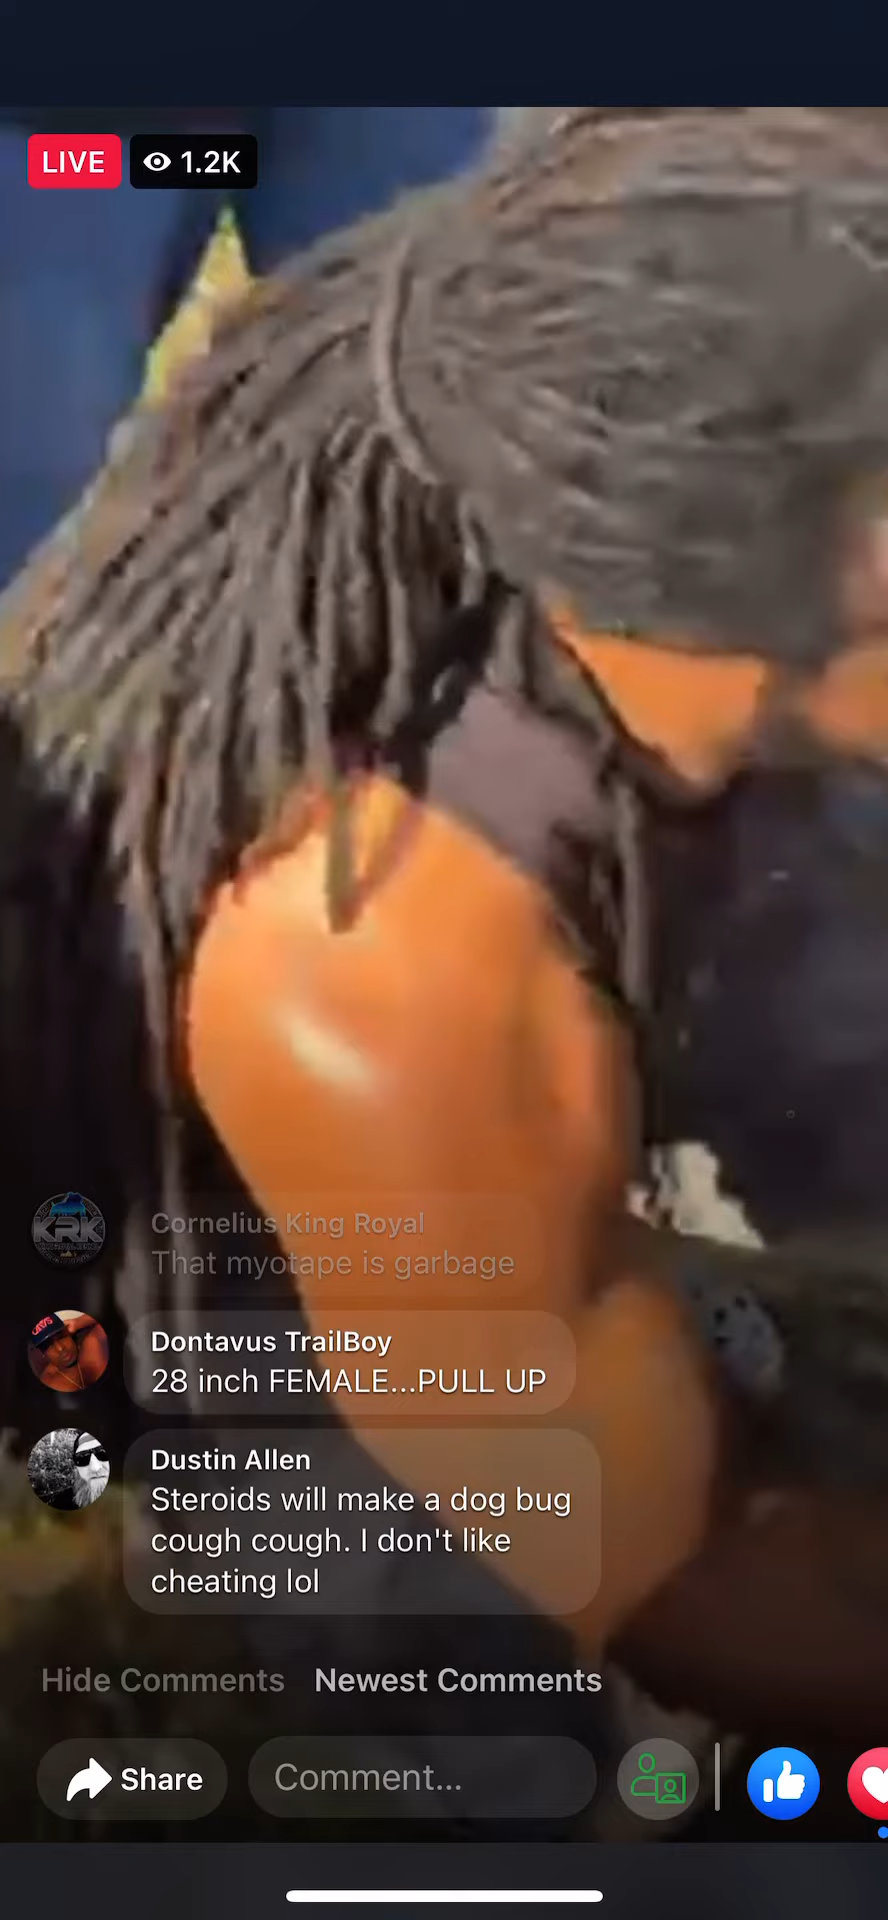 LIVE 1.2K
KRK
Cornelius King Royal
That myotape is garbage
Dontavus TrailBoy
28 inch FEMALE...PULL UP
Dustin Allen
Steroids will make a dog bug
cough cough. I don't like
cheating lol
Hide Comments Newest Comments
Share Comment...